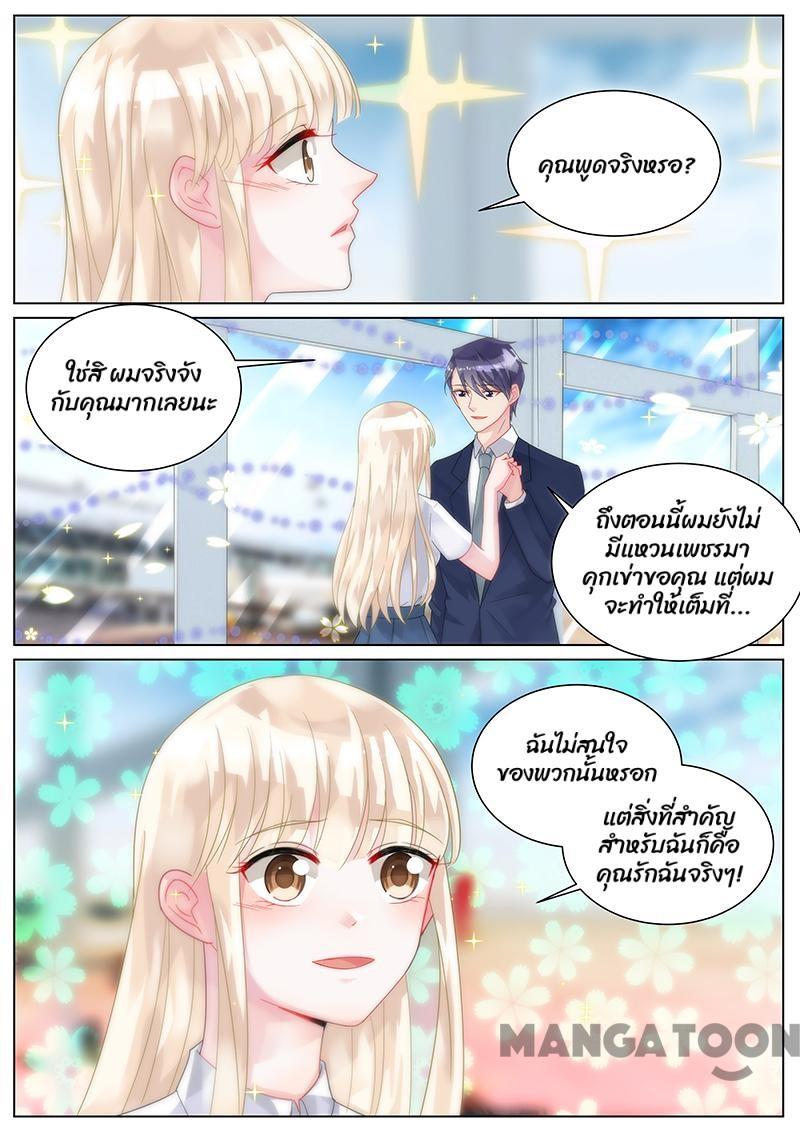 คุณพูดจริงหรอ?
ใช่สิ ผมจริงจัง
กับคุณมากเลยนะ
ถึงตอนนี้ผมยังไม่
มีแหวนเพชรมา
คุกเข่าขอคุณ แต่ผม
จะทำให้เต็มที่...
ฉันไม่สนใจ
ของพวกนั้นหรอก
แต่สิ่งที่สำคัญ
สำหรับฉันก็คือ
คุณรักฉันจริงๆ!
MANGATOON